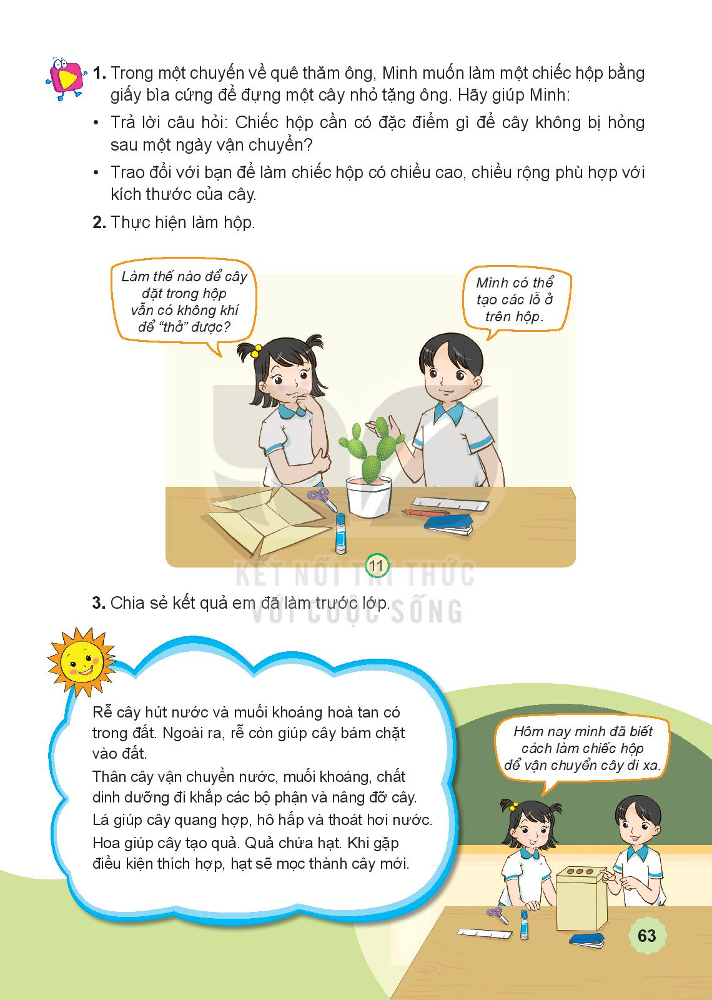 1. Trong một chuyến về quê thăm ông, Minh muốn làm một chiếc hộp bằng
giấy bìa cứng để đựng một cây nhỏ tặng ông. Hãy giúp Minh:
• Trả lời câu hỏi: Chiếc hộp cần có đặc điểm gì để cây không bị hỏng
sau một ngày vận chuyển?
• Trao đổi với bạn để làm chiếc hộp có chiều cao, chiều rộng phù hợp với
kích thước của cây.
2. Thực hiện làm hộp.
Làm thế nào để cây
đặt trong hộp
vẫn có không khí
để “thở” được?
Mình có thể
tạo các lỗ ở
trên hộp.
11
KẾT NỐI TRI THỨC
VỚI CUỘC SỐNG
3. Chia sẻ kết quả em đã làm trước lớp.
Rễ cây hút nước và muối khoáng hoà tan có
trong đất. Ngoài ra, rễ còn giúp cây bám chặt
vào đất.
Thân cây vận chuyển nước, muối khoáng, chất
dinh dưỡng đi khắp các bộ phận và nâng đỡ cây.
Lá giúp cây quang hợp, hô hấp và thoát hơi nước.
Hoa giúp cây tạo quả. Quả chứa hạt. Khi gặp
điều kiện thích hợp, hạt sẽ mọc thành cây mới.
Hôm nay mình đã biết
cách làm chiếc hộp
để vận chuyển cây đi xa.
63